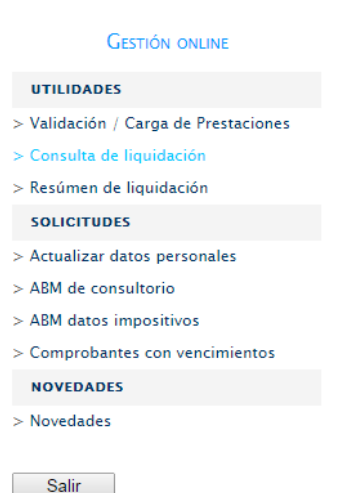 GESTIÓN ONLINE
UTILIDADES
> Validación / Carga de Prestaciones
> Consulta de liquidación
> Resúmen de liquidación
SOLICITUDES
> Actualizar datos personales
> ABM de consultorio
> ABM datos impositivos
> Comprobantes con vencimientos
NOVEDADES
> Novedades
Salir